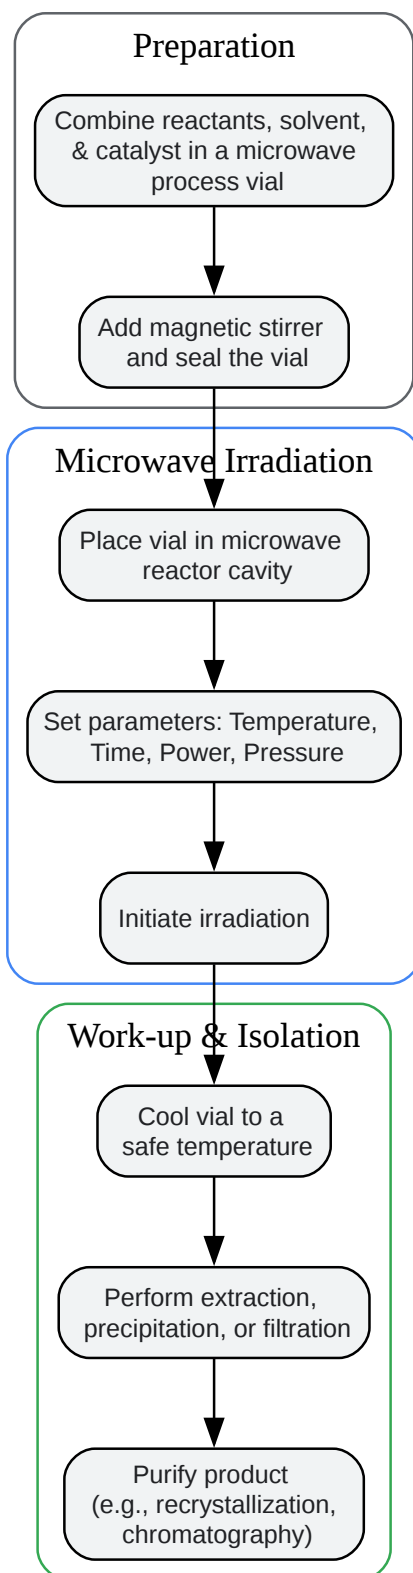 Preparation
Combine reactants, solvent,
& catalyst in a microwave
process vial
Add magnetic stirrer
and seal the vial
Microwave Irradiation
Place vial in microwave
reactor cavity
Set parameters: Temperature,
Time, Power, Pressure
Initiate irradiation
Work-up & Isolation
Cool vial to a
safe temperature
Perform extraction,
precipitation, or filtration
Purify product
(e.g., recrystallization,
chromatography)